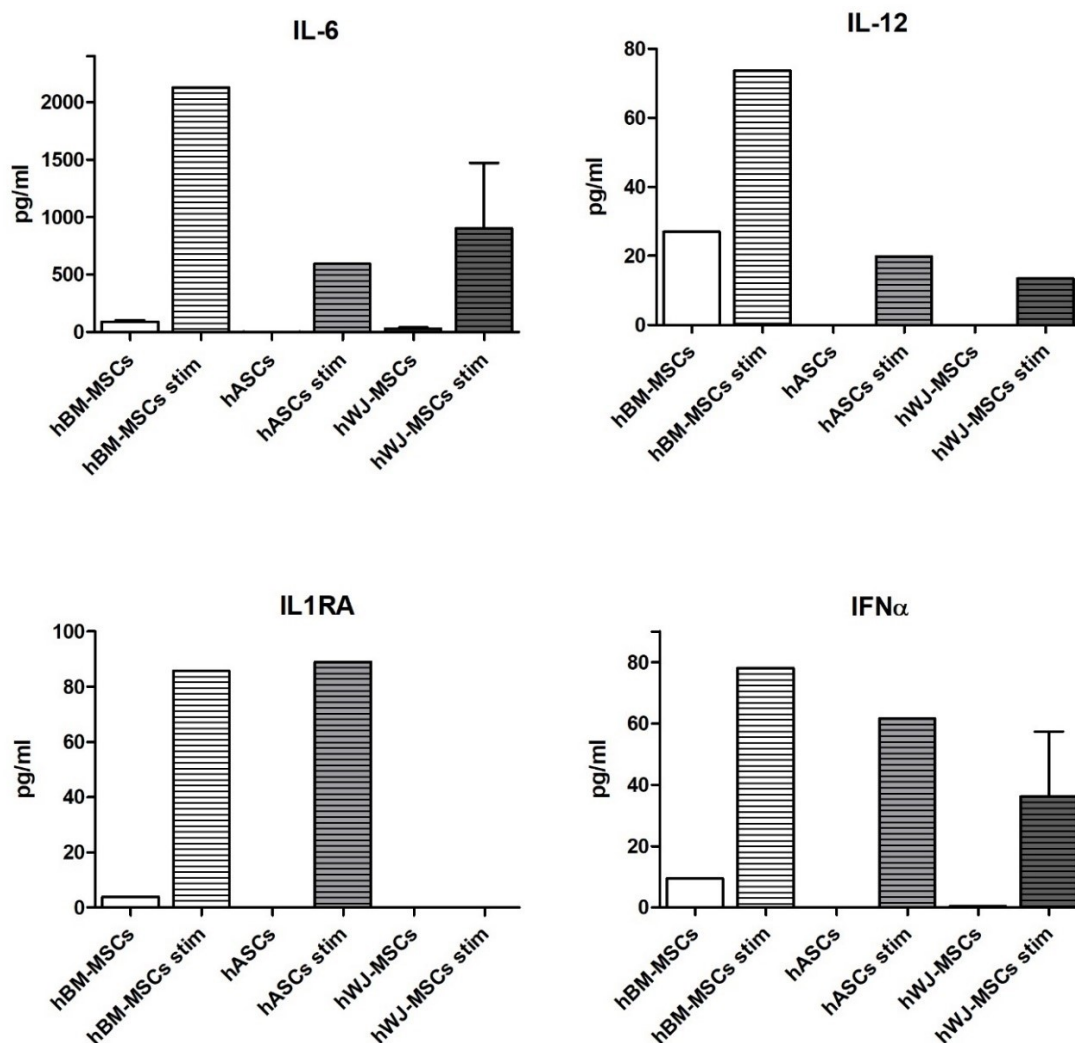 IL-6
pg/ml
2000
1500
1000
500
0
hBM-MSCs
hBM-MSCs stim
hASCs
hASCs stim
hWJ-MSCs
hWJ-MSCs stim
IL-12
pg/ml
80
60
40
20
0
hBM-MSCs
hBM-MSCs stim
hASCs
hASCs stim
hWJ-MSCs
hWJ-MSCs stim
IL1RA
pg/ml
100
80
60
40
20
0
hBM-MSCs
hBM-MSCs stim
hASCs
hASCs stim
hWJ-MSCs
hWJ-MSCs stim
IFNα
pg/ml
80
60
40
20
0
hBM-MSCs
hBM-MSCs stim
hASCs
hASCs stim
hWJ-MSCs
hWJ-MSCs stim